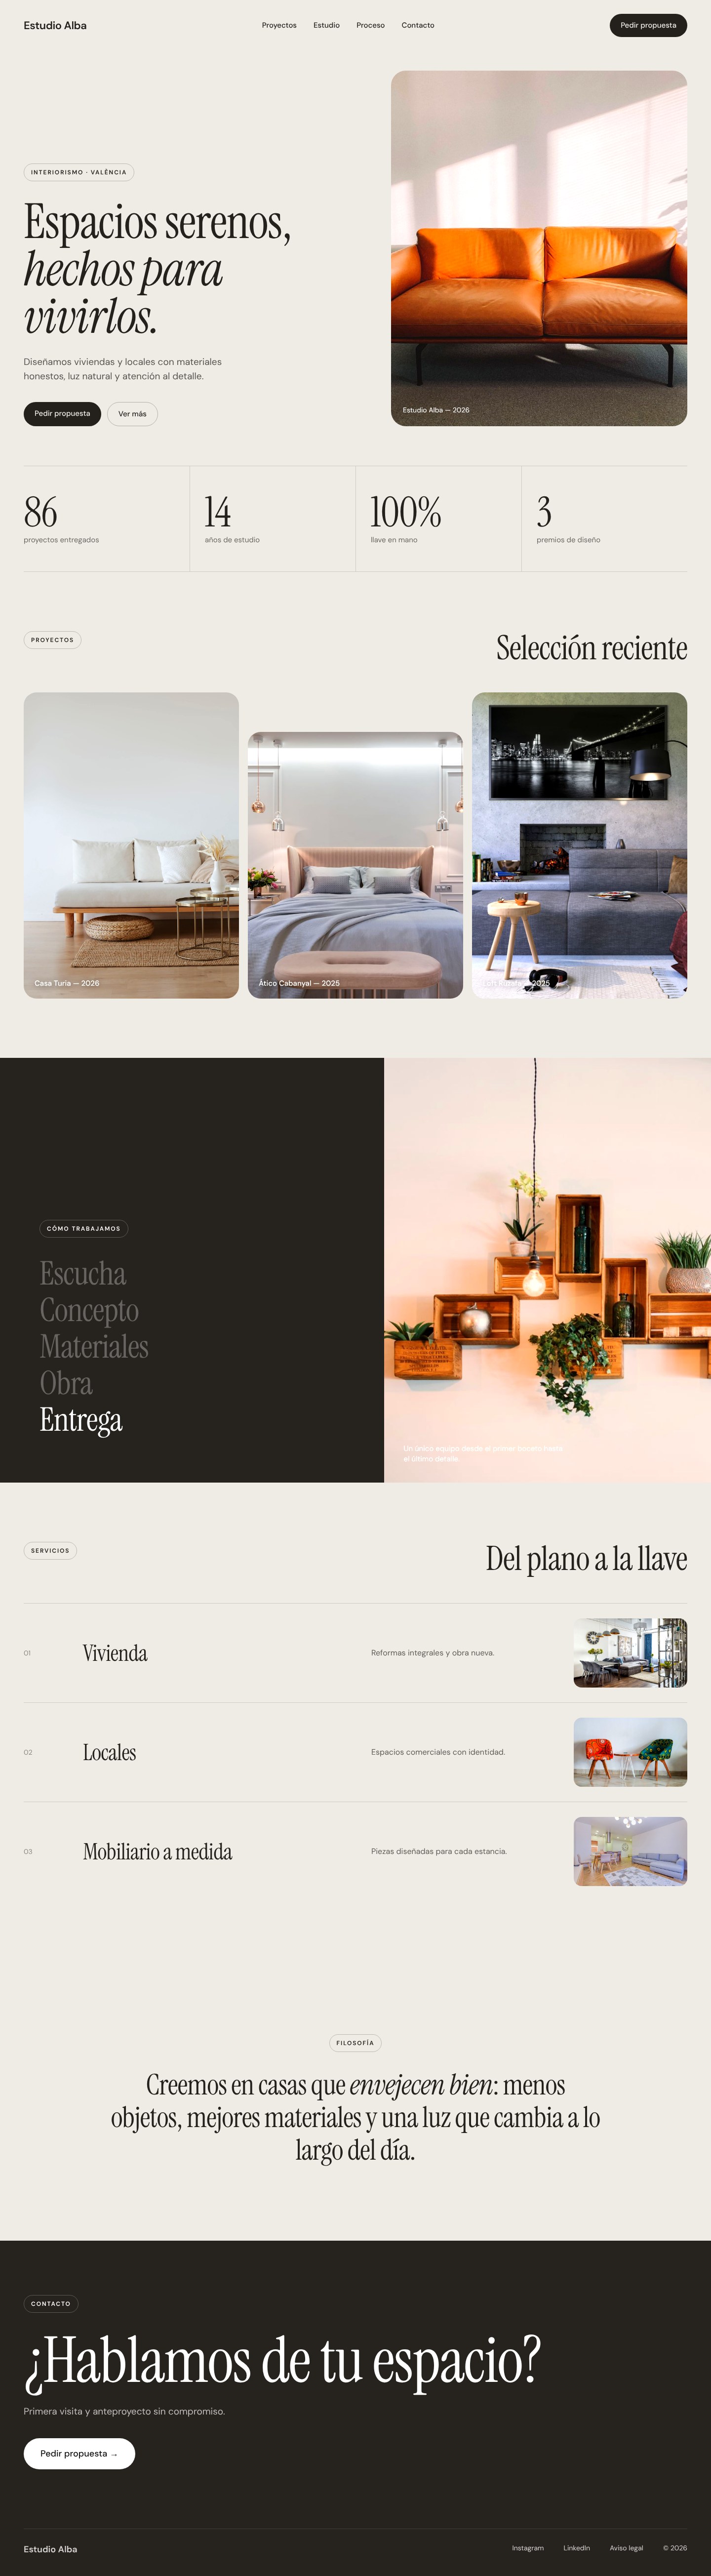 Estudio Alba
Proyectos
Estudio
Proceso
Contacto
Pedir propuesta
INTERIORISMO · VALÈNCIA
Espacios serenos,
hechos para
vivirlos.
Diseñamos viviendas y locales con materiales
honestos, luz natural y atención al detalle.
Pedir propuesta
Ver más
Estudio Alba — 2026
86
proyectos entregados
14
años de estudio
100%
llave en mano
3
premios de diseño
PROYECTOS
Selección reciente
Casa Turia — 2026
Ático Cabanyal — 2025
2025
CÓMO TRABAJAMOS
Escucha
Concepto
Materiales
Obra
Entrega
Un único equipo desde el primer boceto hasta
el último detalle.
SERVICIOS
Del plano a la llave
01
Vivienda
Reformas integrales y obra nueva.
02
Locales
Espacios comerciales con identidad.
03
Mobiliario a medida
Piezas diseñadas para cada estancia.
FILOSOFÍA
Creemos en casas que envejecen bien: menos
objetos, mejores materiales y una luz que cambia a lo
largo del día.
CONTACTO
¿Hablamos de tu espacio?
Primera visita y anteproyecto sin compromiso.
Pedir propuesta →
Estudio Alba
Instagram
LinkedIn
Aviso legal
© 2026